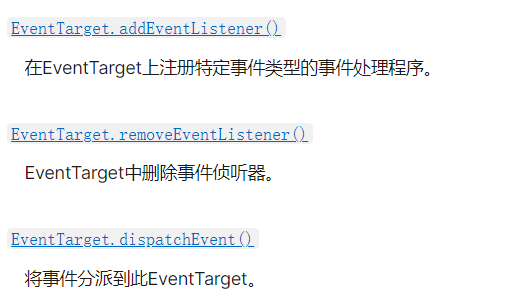 EventTarget.addEventListener()
在EventTarget上注册特定事件类型的事件处理程序。
EventTarget.removeEventListener()
EventTarget中删除事件侦听器。
EventTarget.dispatchEvent()
将事件分派到此EventTarget。